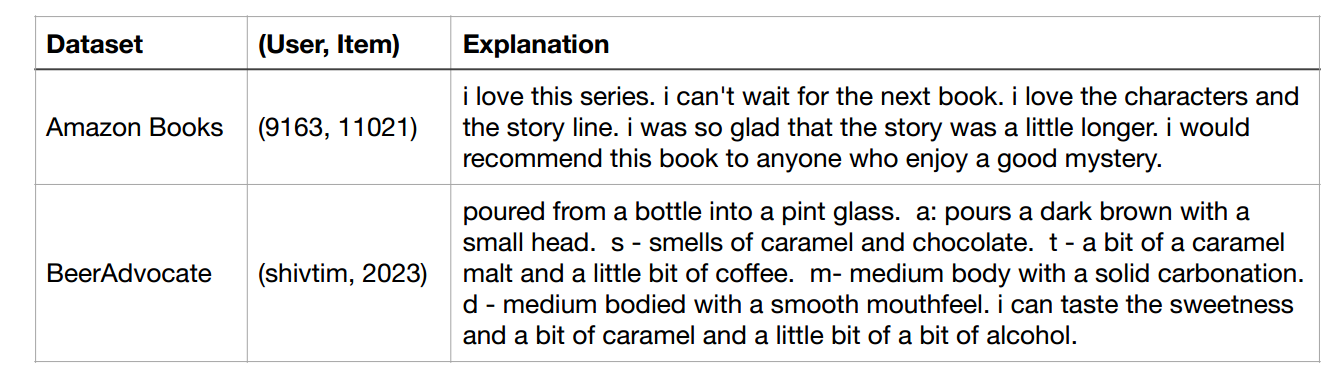 Dataset (User, Item) Explanation
i love this series. i can't wait for the next book. i love the characters and
Amazon Books (9163, 11021) the story line. i was so glad that the story was a little longer. i would
recommend this book to anyone who enjoy a good mystery.
poured from a bottle into a pint glass.  a: pours a dark brown with a
small head.  s - smells of caramel and chocolate.  t - a bit of a caramel
BeerAdvocate (shivtim, 2023) malt and a little bit of coffee.  m- medium body with a solid carbonation.
d - medium bodied with a smooth mouthfeel. i can taste the sweetness
and a bit of caramel and a little bit of a bit of alcohol.